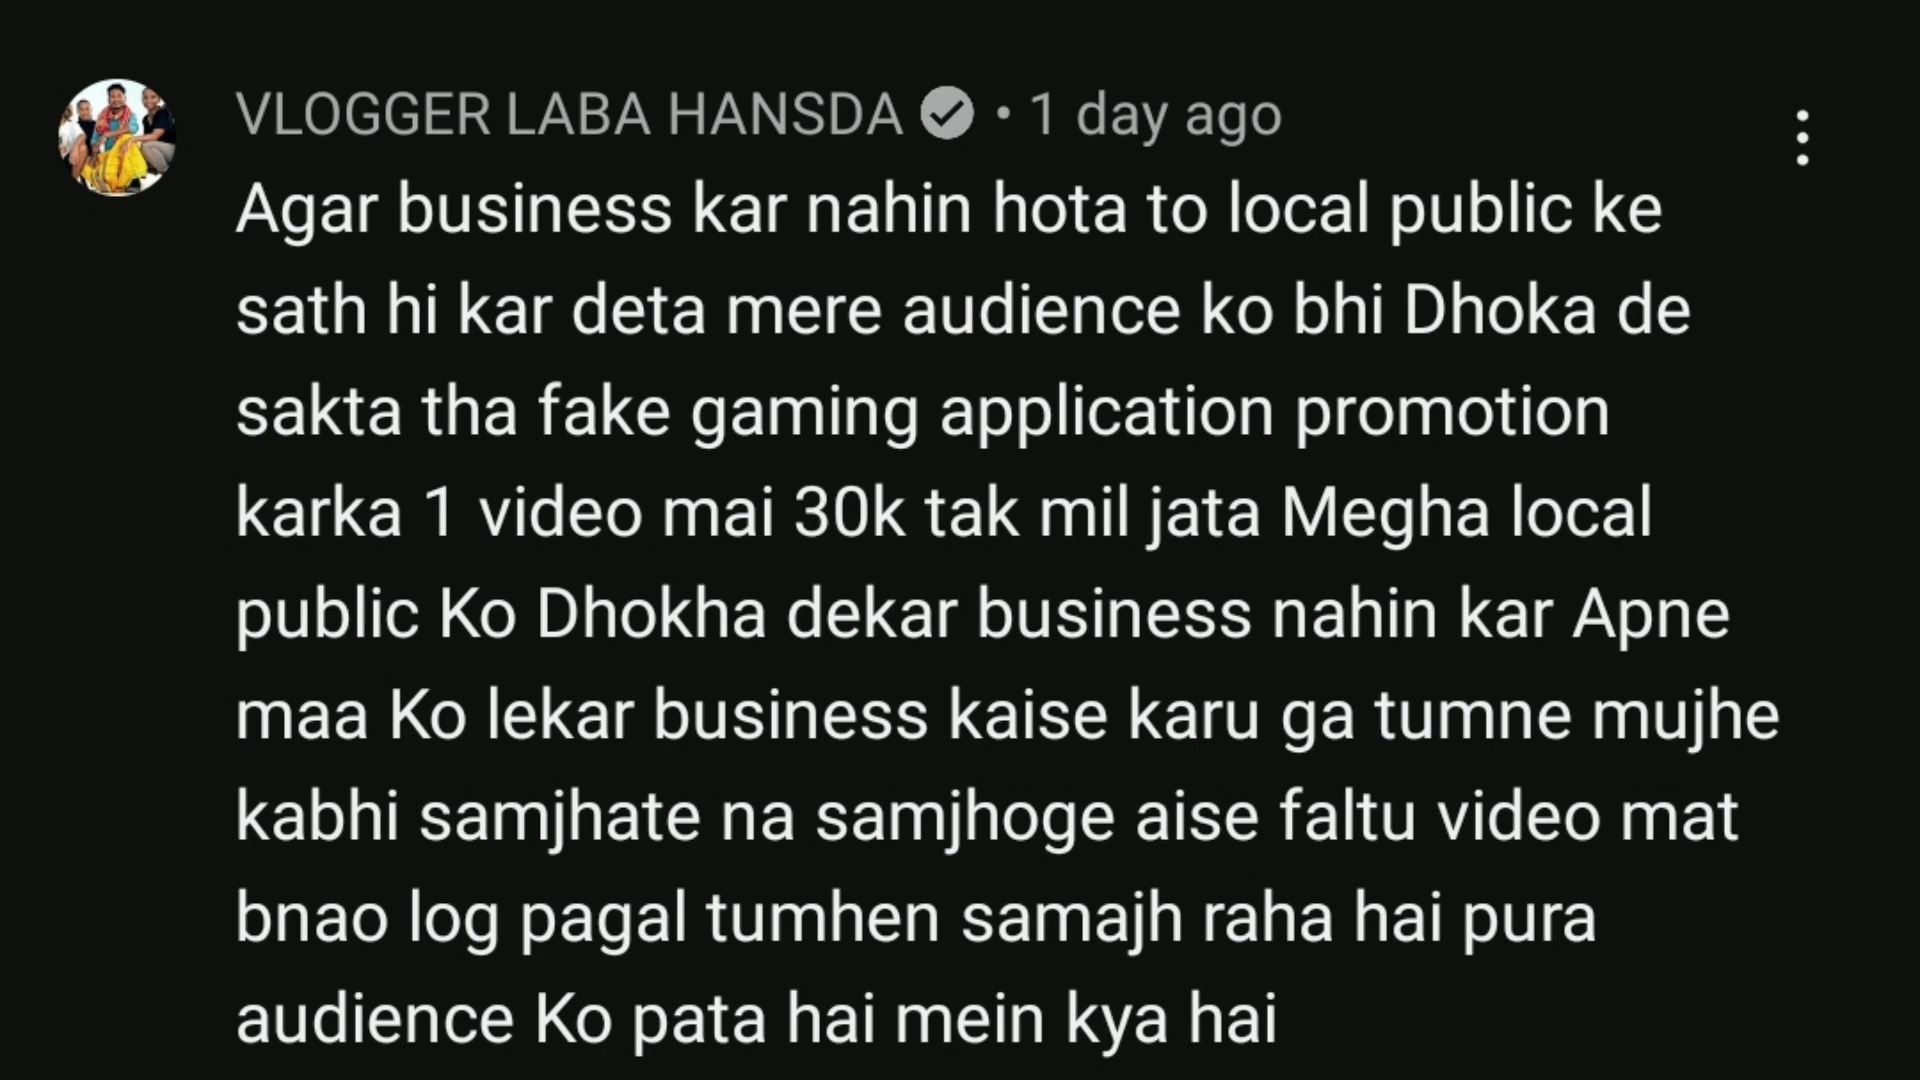 VLOGGER LABA HANSDA • 1 day ago
Agar business kar nahin hota to local public ke
sath hi kar deta mere audience ko bhi Dhoka de
sakta tha fake gaming application promotion
karka 1 video mai 30k tak mil jata Megha local
public Ko Dhokha dekar business nahin kar Apne
maa Ko lekar business kaise karu ga tumne mujhe
kabhi samjhate na samjhoge aise faltu video mat
bnao log pagal tumhen samajh raha hai pura
audience Ko pata hai mein kya hai